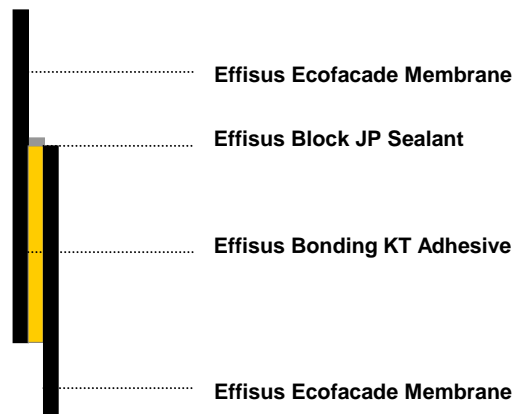 Effisus Ecofacade Membrane
Effisus Block JP Sealant
Effisus Bonding KT Adhesive
Effisus Ecofacade Membrane